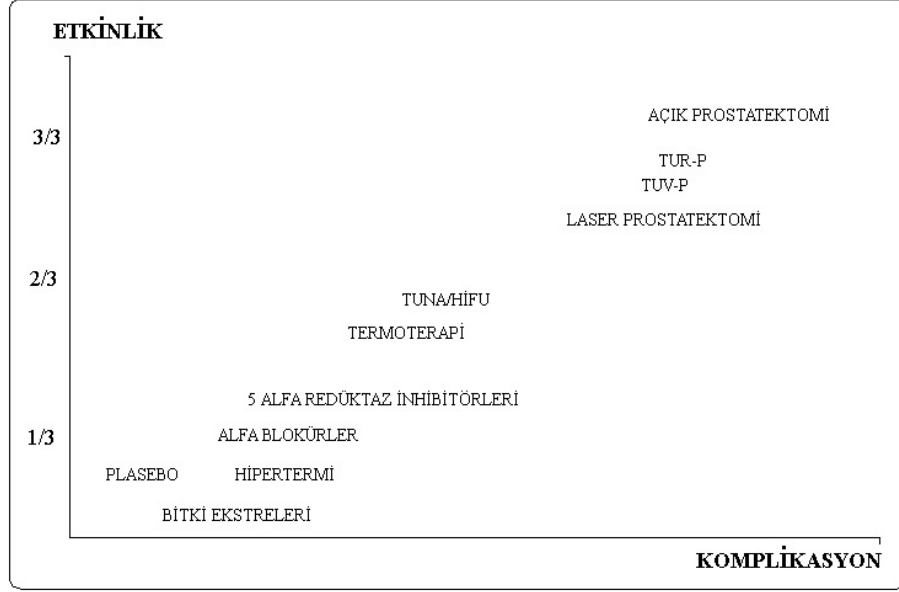 ETKİNLİK
AÇIK PROSTATEKTOMİ
3/3
TUR-P
TUV-P
LASER PROSTATEKTOMİ
2/3
TUNA/HİFU
TERMOTERAPİ
5 ALFA REDÜKTAZ İNHİBİTÖRLERİ
1/3
ALFA BLOKÜRLER
PLASEBO HİPERTERMİ
BİTKİ EKSTRELERİ
KOMPLİKASYON